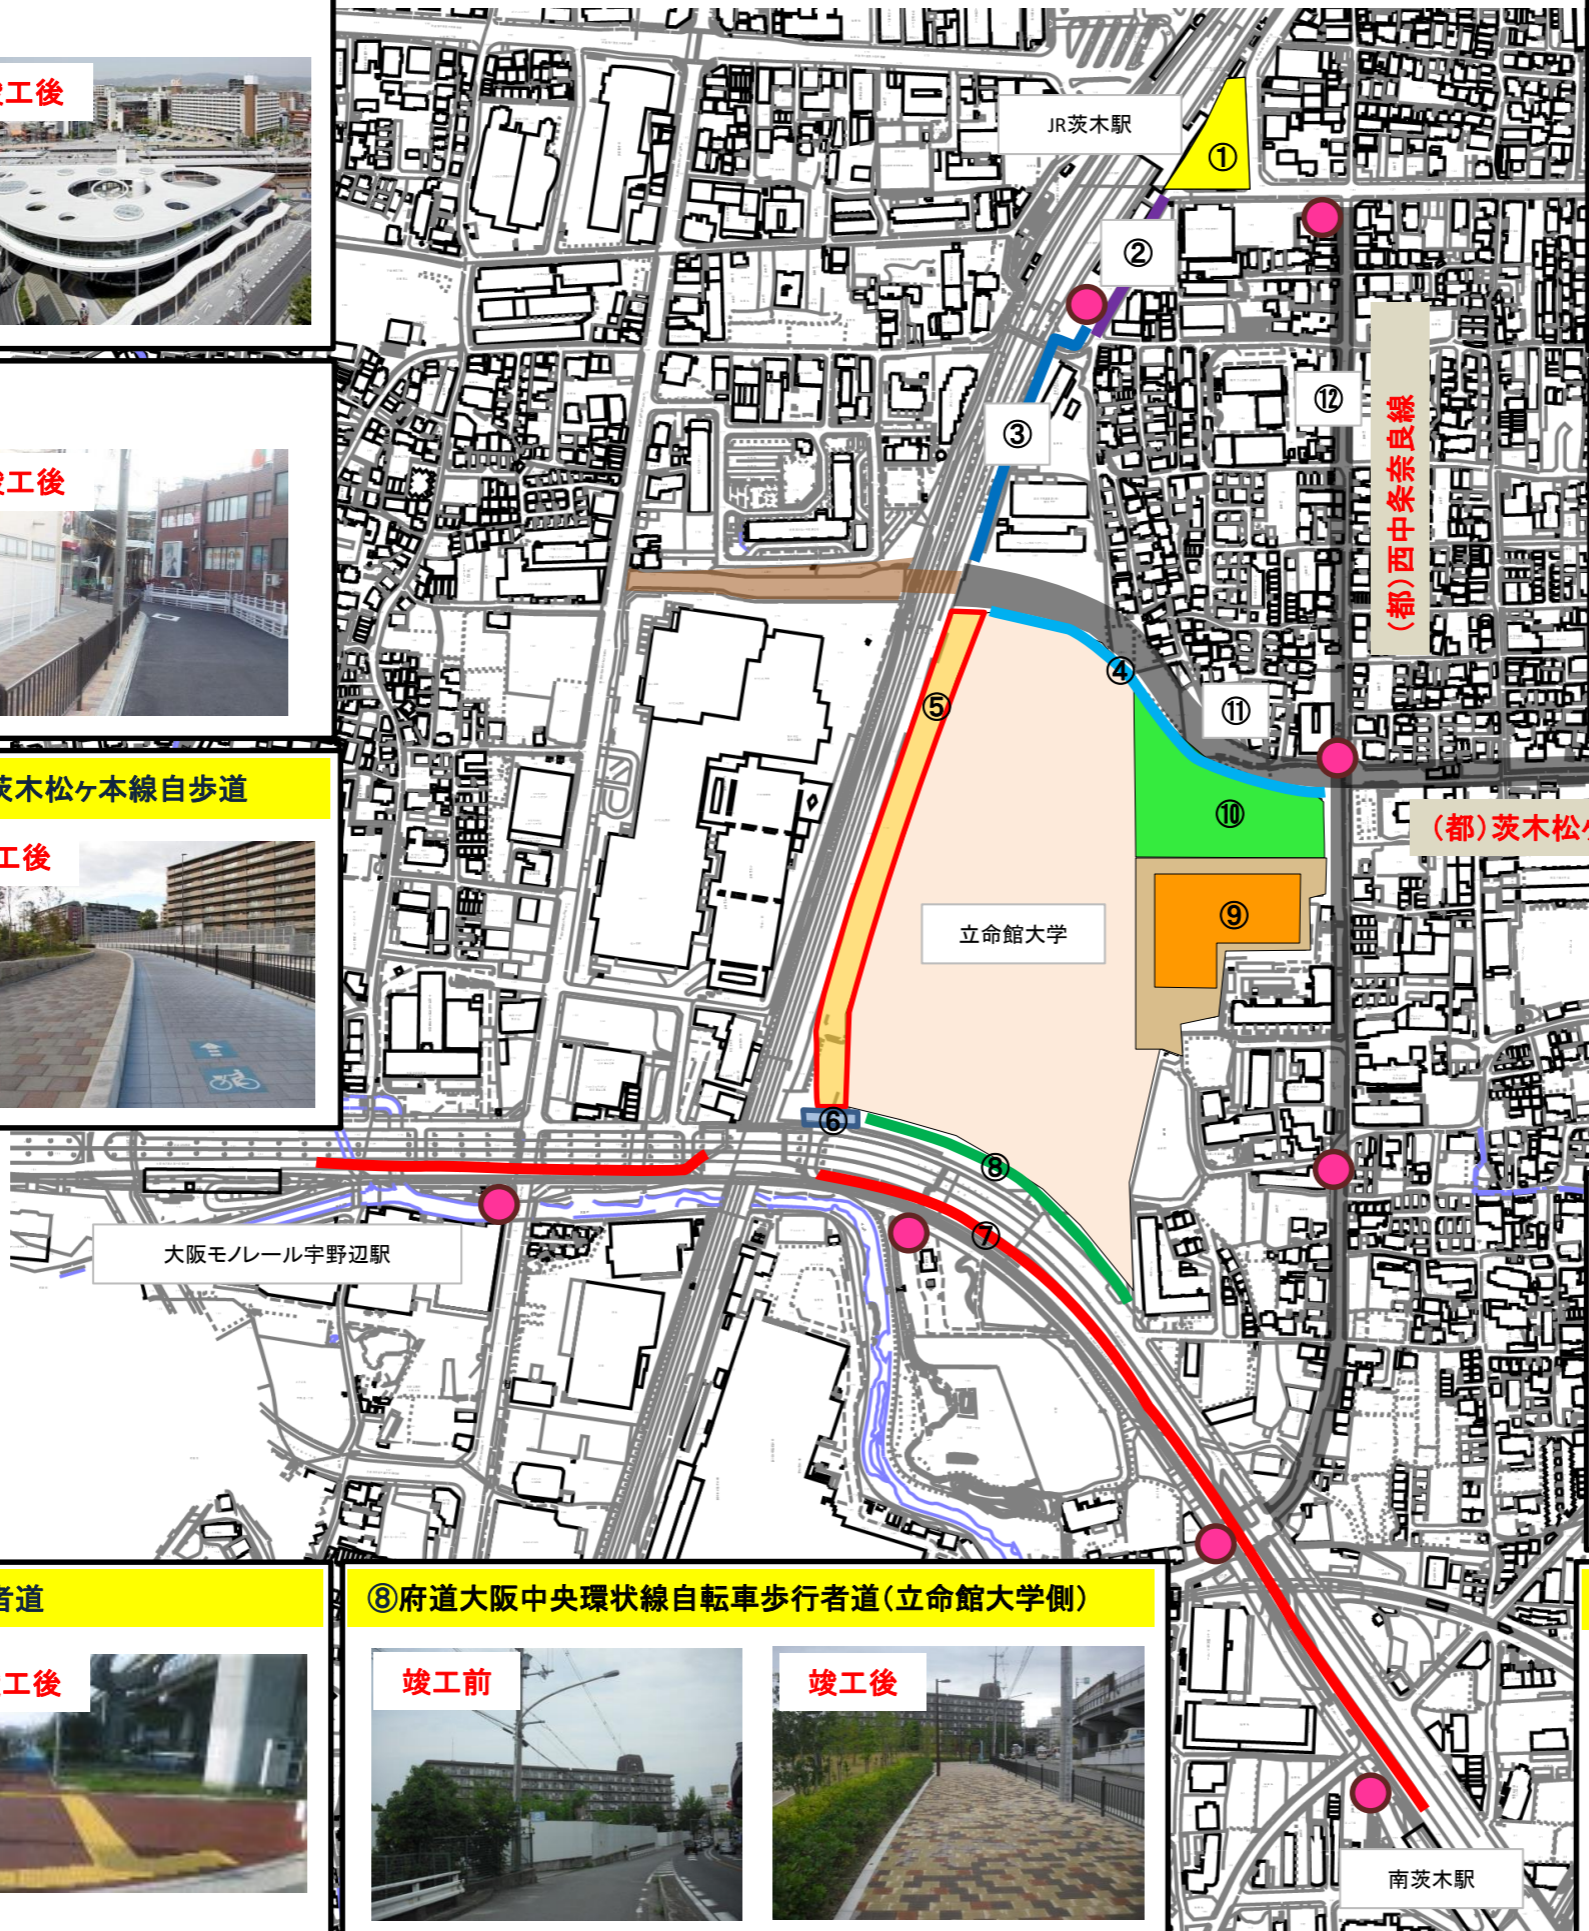 工後
JR茨木駅
①
②
③
⑫
(都)西中条奈良線
工後
④
⑤
⑪
茨木松ヶ本線自歩道
工後
⑩
(都)茨木松
⑨
立命館大学
⑥
⑧
⑦
大阪モノレール宇野辺駅
者道
工後
⑧府道大阪中央環状線自転車歩行者道(立命館大学側)
竣工前
竣工後
南茨木駅